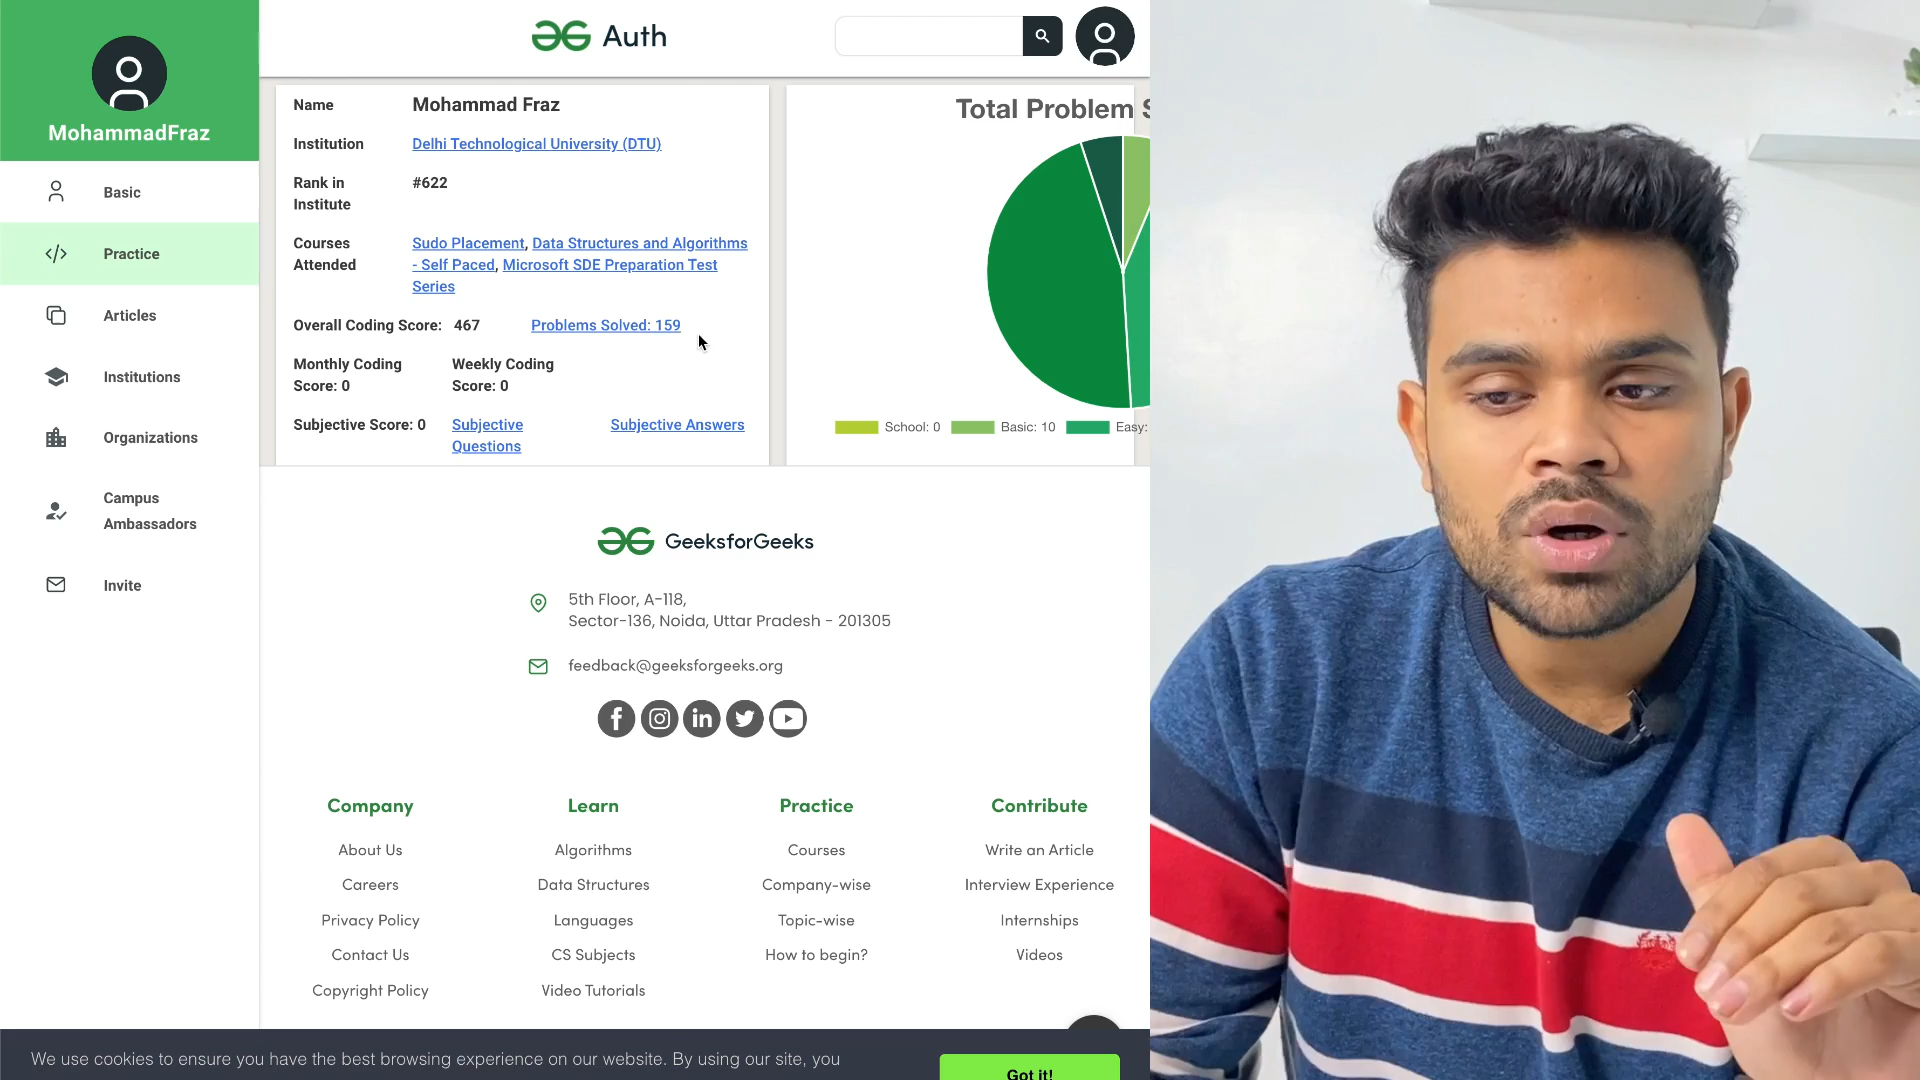 MohammadFraz
Basic
Practice
Articles
Institutions
Organizations
Campus
Ambassadors
Invite
Auth
Name
Mohammad Fraz
Institution
Delhi Technological University (DTU)
Rank in
Institute
#622
Courses
Attended
Sudo Placement, Data Structures and Algorithms
- Self Paced, Microsoft SDE Preparation Test
Series
Overall Coding Score: 467
Problems Solved: 159
Monthly Coding
Score: 0
Weekly Coding
Score: 0
Subjective Score: 0
Subjective
Questions
Subjective Answers
Total Problem S
School: 0
Basic: 10
Easy:
GeeksforGeeks
5th Floor, A-118,
Sector-136, Noida, Uttar Pradesh - 201305
feedback@geeksforgeeks.org
Company
About Us
Careers
Privacy Policy
Contact Us
Copyright Policy
Learn
Algorithms
Data Structures
Languages
CS Subjects
Video Tutorials
Practice
Courses
Company-wise
Topic-wise
How to begin?
Contribute
Write an Article
Interview Experience
Internships
Videos
We use cookies to ensure you have the best browsing experience on our website. By using our site, you
Got it!